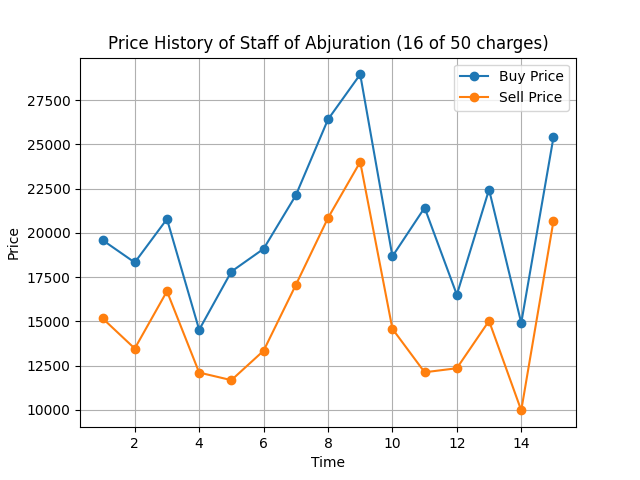 Price History of Staff of Abjuration (16 of 50 charges)
Buy Price
Sell Price
Price
27500
25000
22500
20000
17500
15000
12500
10000
2 4 6 8 10 12 14
Time